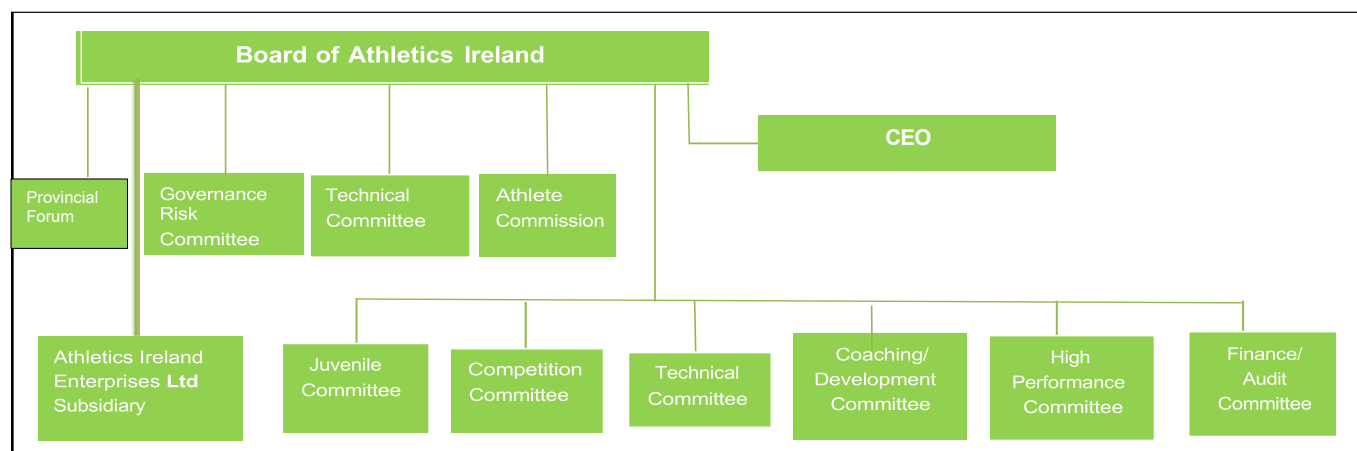 Board of Athletics Ireland
CEO
Provincial
Forum
Governance
Risk
Committee
Technical
Committee
Athlete
Commission
Athletics Ireland
Enterprises Ltd
Subsidiary
Juvenile
Committee
Competition
Committee
Technical
Committee
Coaching/
Development
Committee
High
Performance
Committee
Finance/
Audit
Committee